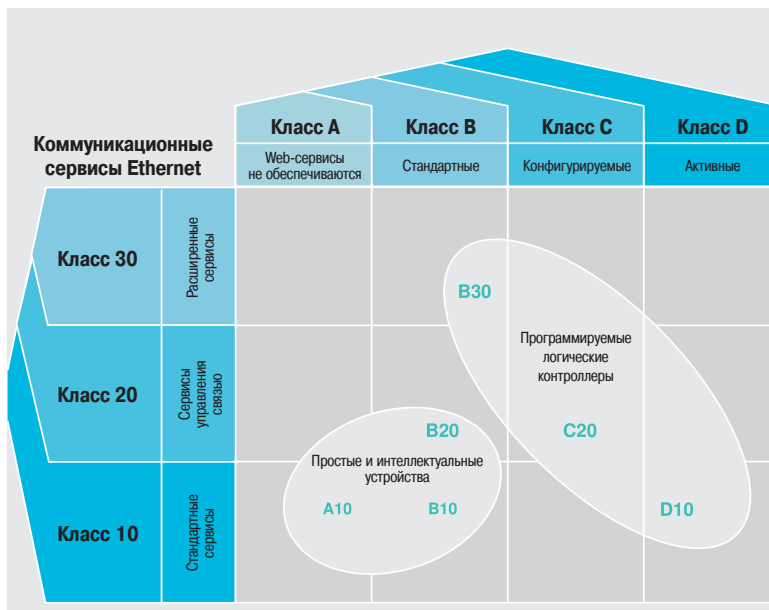 Коммуникационные
сервисы Ethernet
Класс A
Класс B
Класс C
Класс D
Web-сервисы
не обеспечиваются
Стандартные
Конфигурируемые
Активные
Класс 30
Расширенные
сервисы
B30
Программируемые
логические
контроллеры
Класс 20
Сервисы
управления
связью
B20
C20
Простые и интеллектуальные
устройства
Класс 10
Стандартные
сервисы
A10
B10
D10